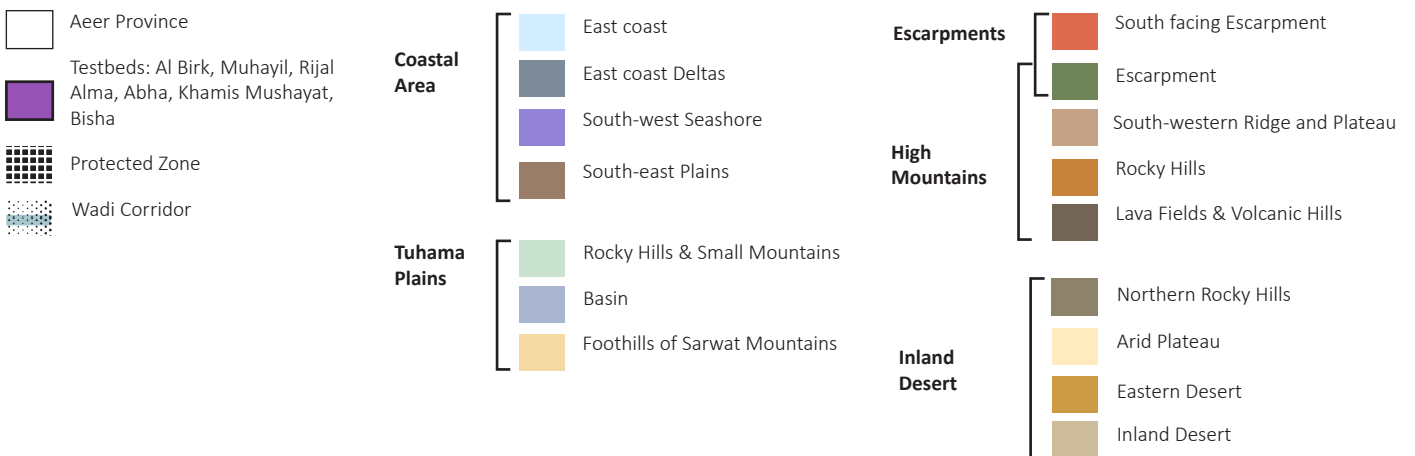 Aeer Province
Testbeds: Al Birk, Muhayil, Rijal
Alma, Abha, Khamis Mushayat,
Bisha
Protected Zone
Wadi Corridor
Coastal
Area
East coast
East coast Deltas
South-west Seashore
South-east Plains
Tuhama
Plains
Rocky Hills & Small Mountains
Basin
Foothills of Sarwat Mountains
Escarpments
South facing Escarpment
Escarpment
High
Mountains
South-western Ridge and Plateau
Rocky Hills
Lava Fields & Volcanic Hills
Inland
Desert
Northern Rocky Hills
Arid Plateau
Eastern Desert
Inland Desert